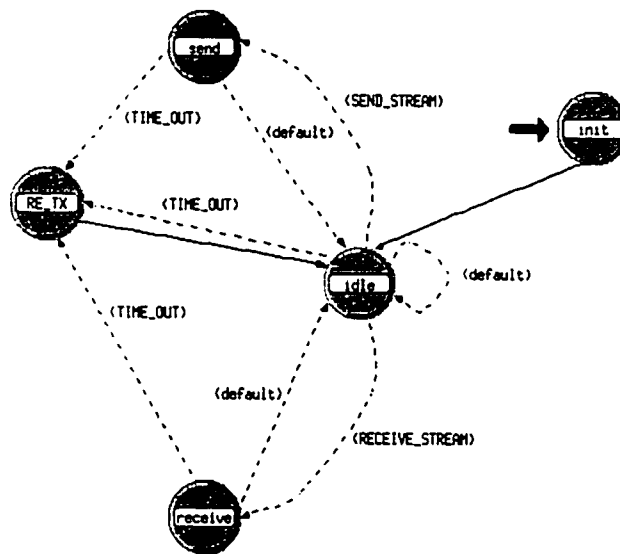 send
(SEND_STREAM)
(TIME_OUT)
(default)
init
RE_TX
(TIME_OUT)
idle
(default)
(TIME_OUT)
(default)
(RECEIVE_STREAM)
receive